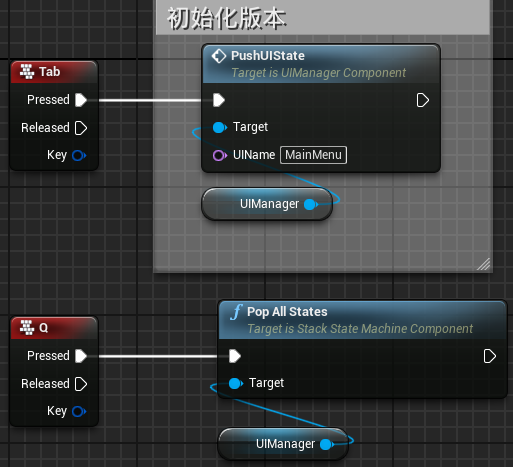 初始化版本
Tab
Pressed
Released
Key
PushUIState
Target is UIManager Component
Target
UIName MainMenu
UIManager
Q
Pressed
Released
Key
Pop All States
Target is Stack State Machine Component
Target
UIManager